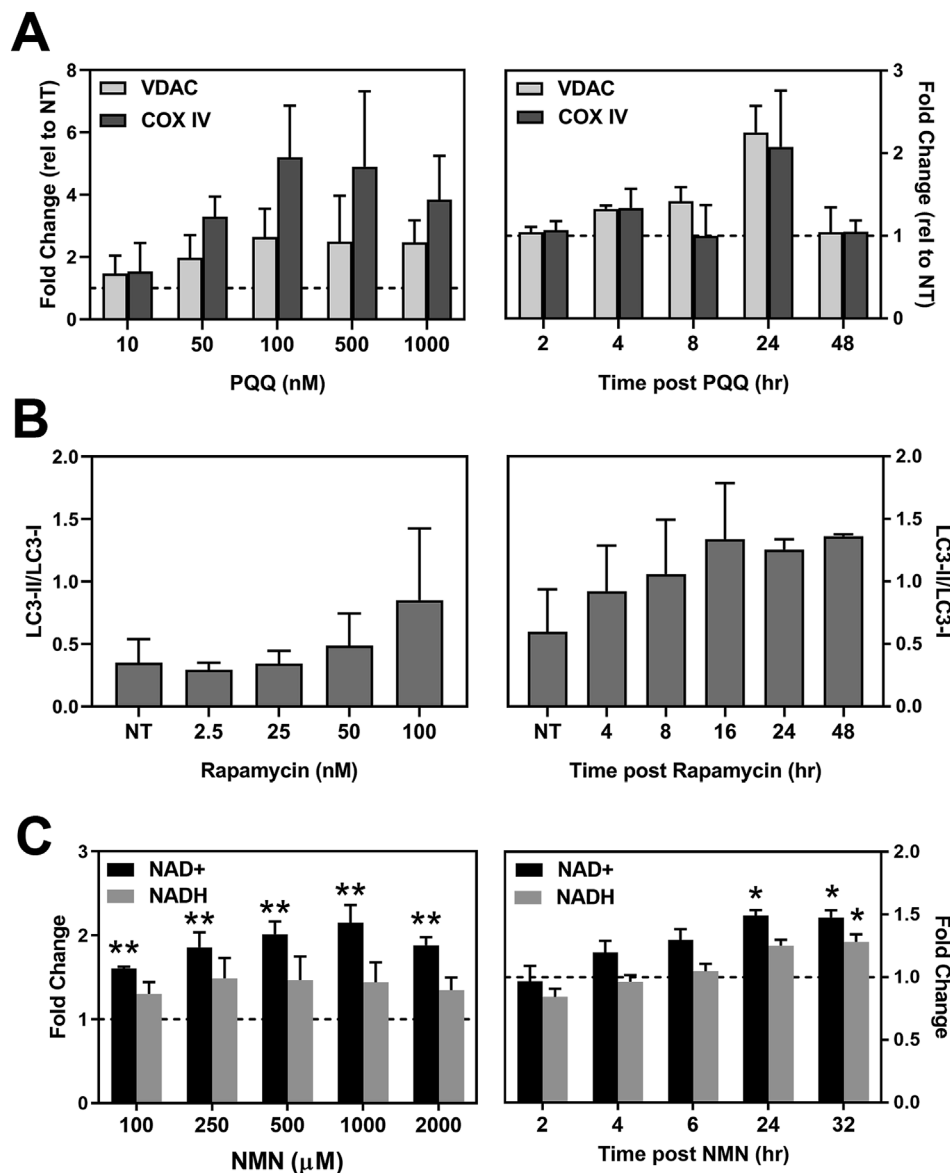 A
Fold Change (rel to NT)
8
6
4
2
0
VDAC
COX IV
10 50 100 500 1000
PQQ (nM)
VDAC
COX IV
3
2
1
0
Fold Change (rel to NT)
2 4 8 24 48
Time post PQQ (hr)
B
LC3-II/LC3-I
2.0
1.5
1.0
0.5
0.0
NT 2.5 25 50 100
Rapamycin (nM)
2.0
1.5
1.0
0.5
0.0
LC3-II/LC3-I
NT 4 8 16 24 48
Time post Rapamycin (hr)
C
Fold Change
3
2
1
0
NAD+
NADH
** ** ** ** **
100 250 500 1000 2000
NMN (μM)
NAD+
NADH
* * *
2.0
1.5
1.0
0.5
0.0
Fold Change
2 4 6 24 32
Time post NMN (hr)